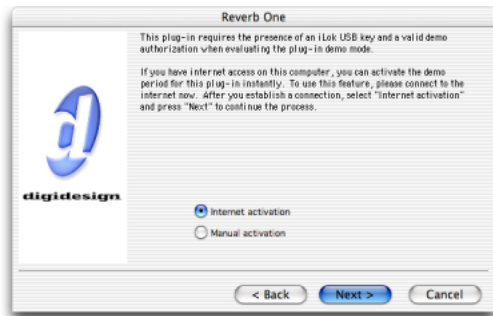 Reverb One
This plug-in requires the presence of an iLok USB key and a valid demo
authorization when evaluating the plug-in demo mode.
If you have internet access on this computer, you can activate the demo
period for this plug-in instantly. To use this feature, please connect to the
internet now. After you establish a connection, select "Internet activation"
and press "Next" to continue the process.
digidesign
Internet activation
Manual activation
< Back
Next >
Cancel